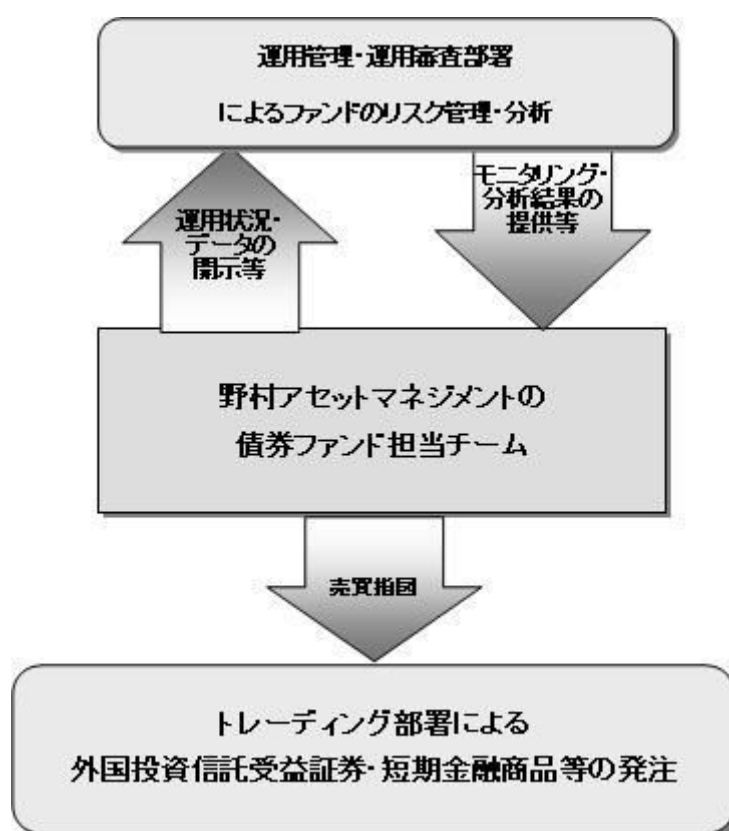 運用管理・運用審査部署
によるファンドのリスク管理・分析
運用状況・
データの
開示等
モニタリング・
分析結果の
提供等
野村アセットマネジメントの
債券ファンド担当チーム
売買指図
トレーディング部署による
外国投資信託受益証券・短期金融商品等の発注